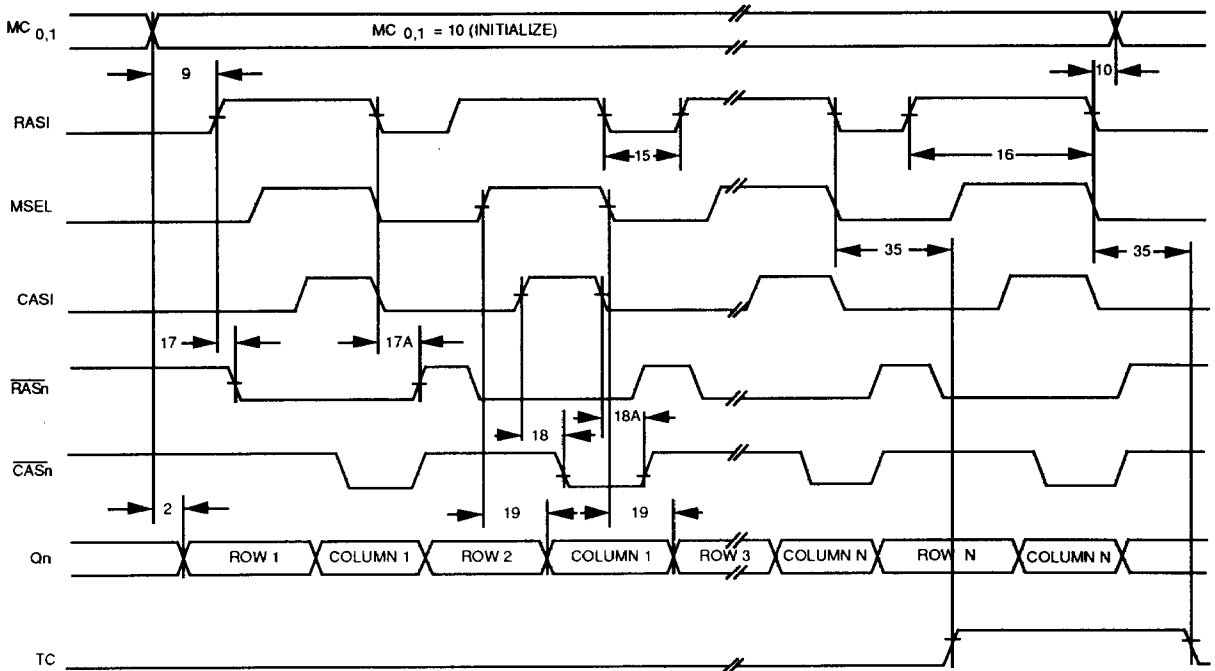 MC 0,1
MC 0,1 = 10 (INITIALIZE)
9
10
RASI
15
16
MSEL
35
35
CASI
17
17A
RASn
18
18A
CASn
2
19
19
Qn
ROW 1
COLUMN 1
ROW 2
COLUMN 1
ROW 3
COLUMN N
ROW N
COLUMN N
TC